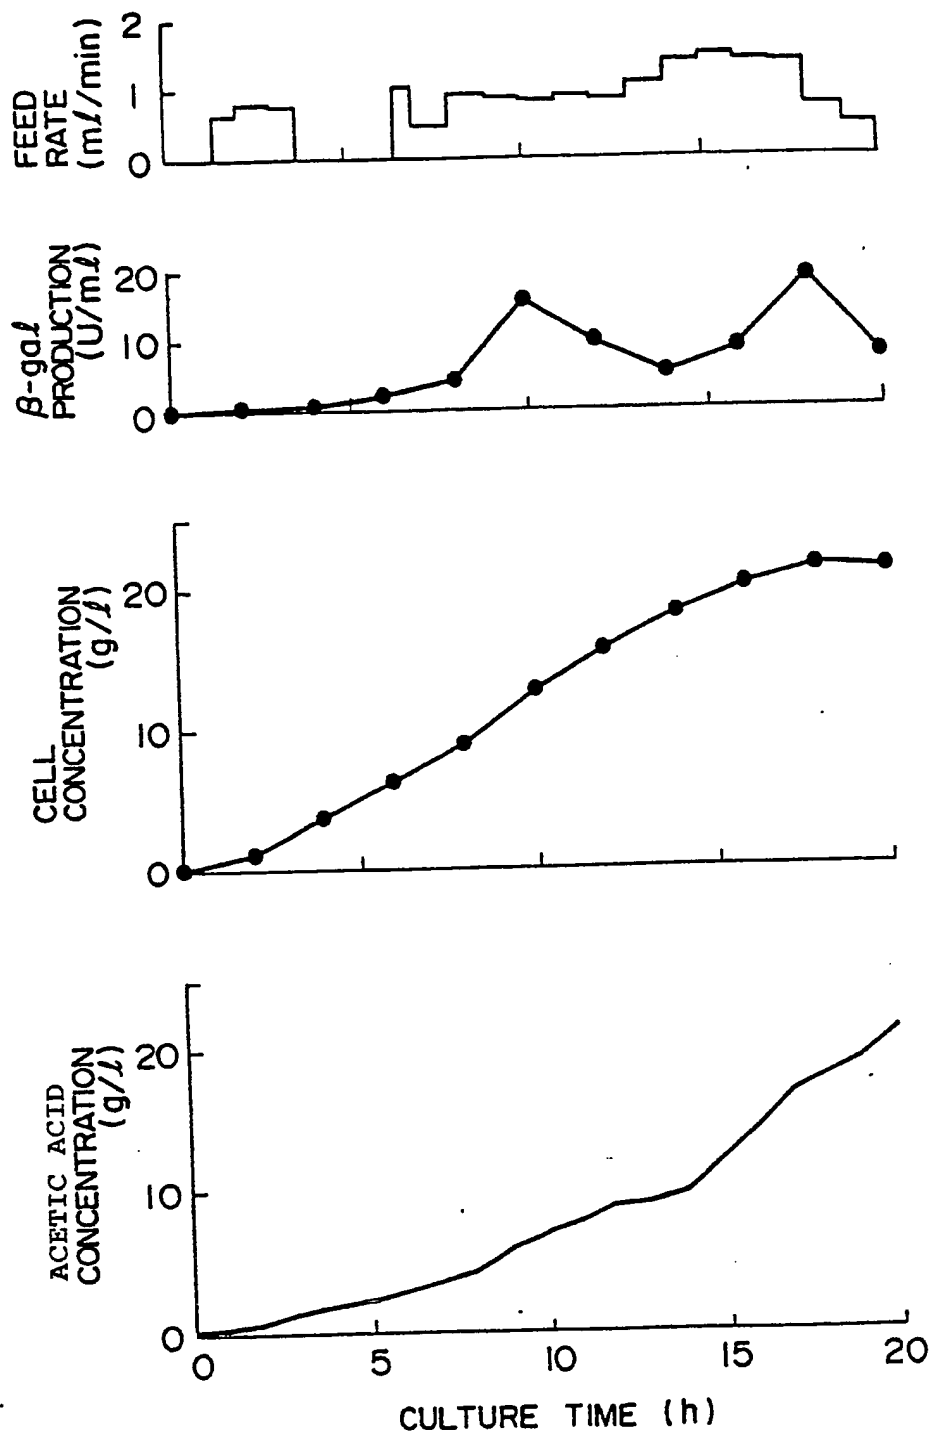 FEED
RATE
(ml/min)
2
1
0
β-gal
PRODUCTION
(U/ml)
20
10
0
CELL
CONCENTRATION
(g/l)
20
10
0
ACETIC ACID
CONCENTRATION
(g/l)
20
10
0
0 5 10 15 20
CULTURE TIME (h)